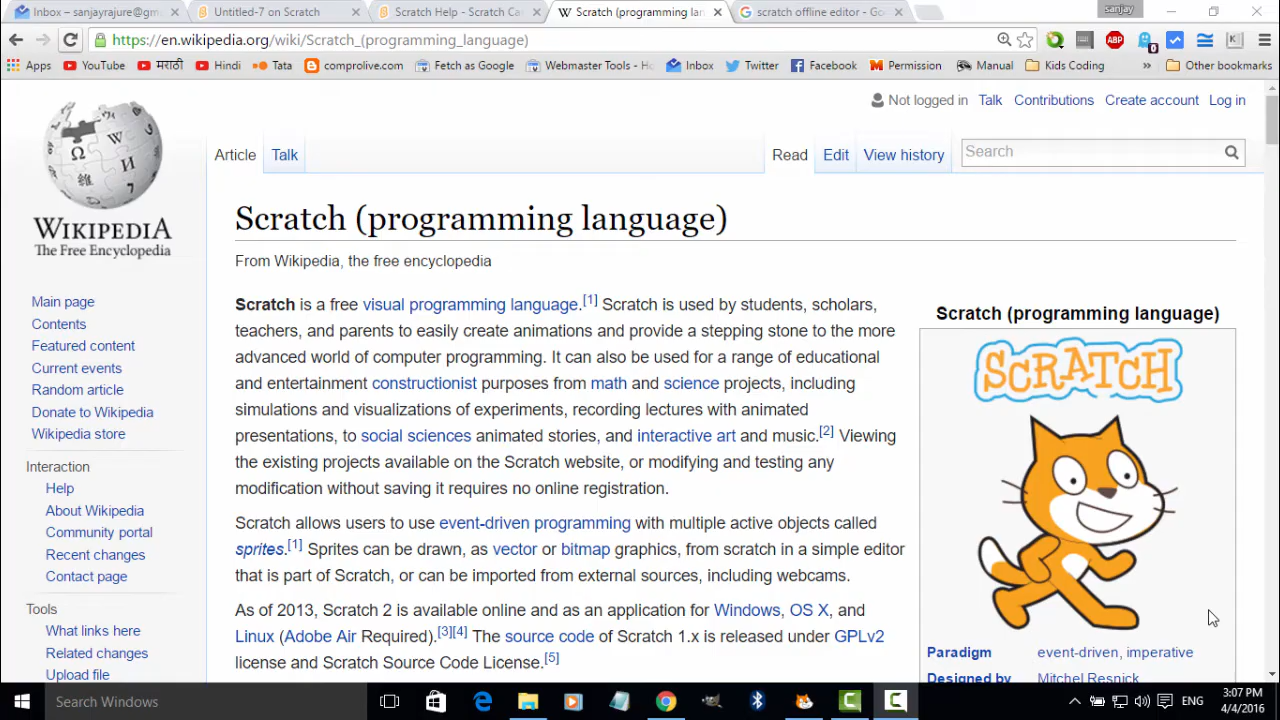 Inbox – sanjayrajure@gm
Untitled-7 on Scratch
Scratch Help - Scratch Ca
Scratch (programming lan
scratch offline editor - Go
sanjay
https://en.wikipedia.org/wiki/Scratch_(programming_language)
ABP
0
Apps
YouTube
मराठी
Hindi
Tata
comprolive.com
Fetch as Google
Webmaster Tools - Ho
Inbox
Twitter
Facebook
Permission
Manual
Kids Coding
»
Other bookmarks
Not logged in Talk Contributions Create account Log in
Article Talk
Read Edit View history
Search
WIKIPEDIA
The Free Encyclopedia
Main page
Contents
Featured content
Current events
Random article
Donate to Wikipedia
Wikipedia store
Interaction
Help
About Wikipedia
Community portal
Recent changes
Contact page
Tools
What links here
Related changes
Upload file
Scratch (programming language)
From Wikipedia, the free encyclopedia
Scratch is a free visual programming language.[1] Scratch is used by students, scholars,
teachers, and parents to easily create animations and provide a stepping stone to the more
advanced world of computer programming. It can also be used for a range of educational
and entertainment constructionist purposes from math and science projects, including
simulations and visualizations of experiments, recording lectures with animated
presentations, to social sciences animated stories, and interactive art and music.[2] Viewing
the existing projects available on the Scratch website, or modifying and testing any
modification without saving it requires no online registration.
Scratch allows users to use event-driven programming with multiple active objects called
sprites.[1] Sprites can be drawn, as vector or bitmap graphics, from scratch in a simple editor
that is part of Scratch, or can be imported from external sources, including webcams.
As of 2013, Scratch 2 is available online and as an application for Windows, OS X, and
Linux (Adobe Air Required).[3][4] The source code of Scratch 1.x is released under GPLv2
license and Scratch Source Code License.[5]
Scratch (programming language)
SCRATCH
Paradigm event-driven, imperative
Designed by Mitchel Resnick
Search Windows
ENG
3:07 PM
4/4/2016